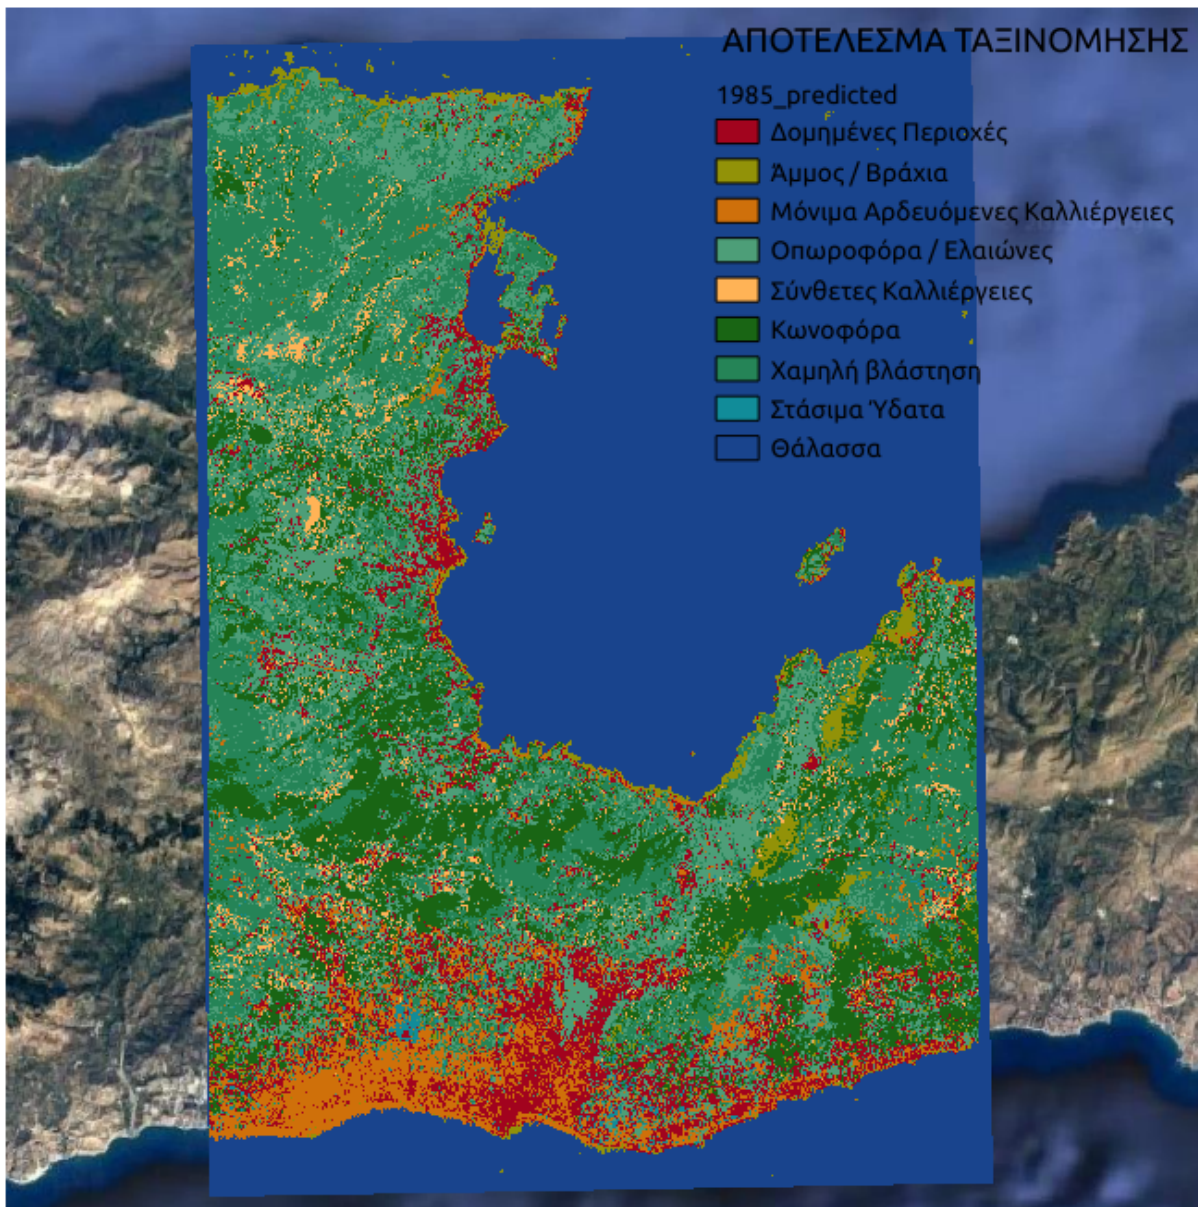 ΑΠΟΤΕΛΕΣΜΑ ΤΑΞΙΝΟΜΗΣΗΣ
1985_predicted
Δομημένες Περιοχές
Άμμος / Βράχια
Μόνιμα Αρδευόμενες Καλλιέργειες
Οπωροφόρα / Ελαιώνες
Σύνθετες Καλλιέργειες
Κωνοφόρα
Χαμηλή βλάστηση
Στάσιμα Ύδατα
Θάλασσα